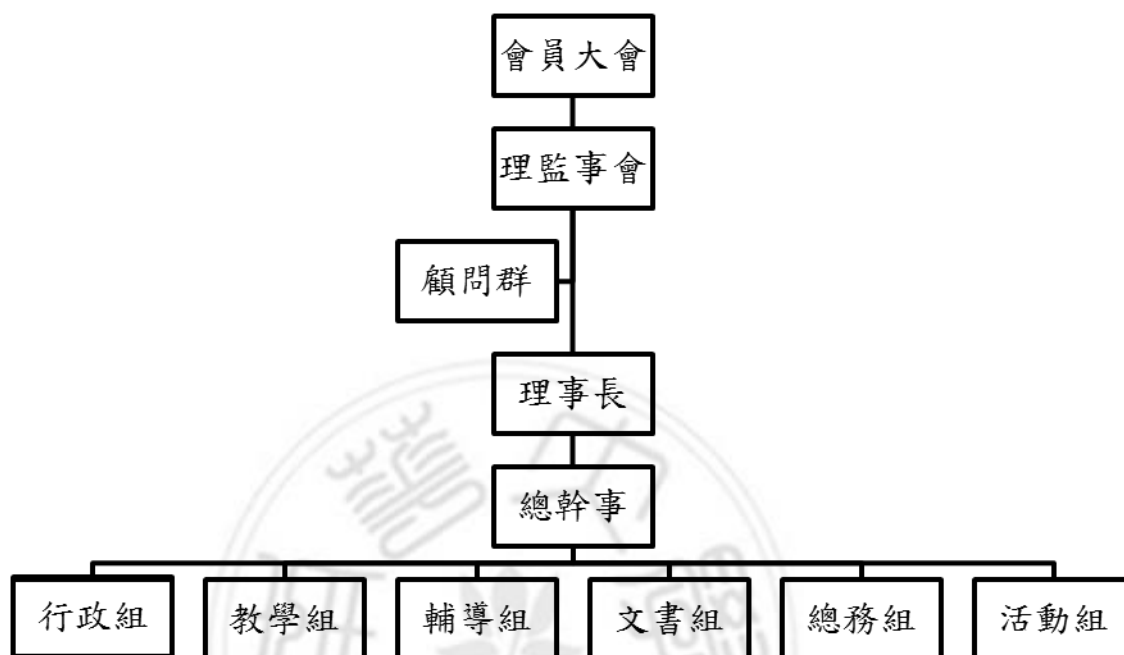 會員大會
理監事會
顧問群
理事長
總幹事
行政組 教學組 輔導組 文書組 總務組 活動組